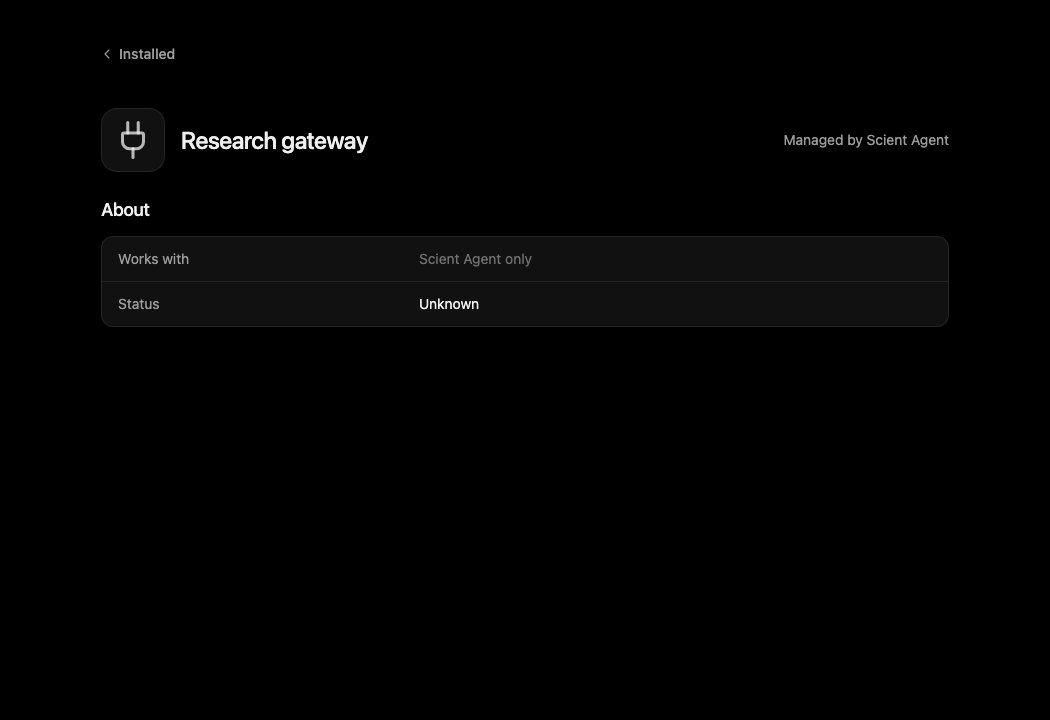 Installed
Research gateway
Managed by Scient Agent
About
Works with Scient Agent only
Status Unknown